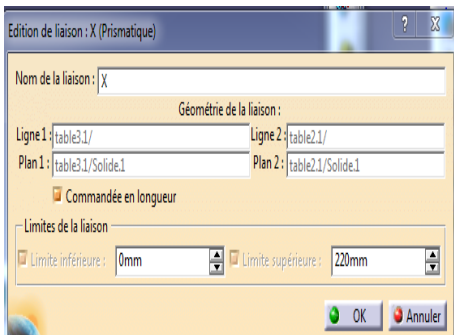 Edition de liaison : X (Prismatique)
Nom de la liaison : X
Géométrie de la liaison :
Ligne 1 : table3.1/ Ligne 2 : table2.1/
Plan 1 : table3.1/Solide.1 Plan 2 : table2.1/Solide.1
Commandée en longueur
Limites de la liaison
Limite inférieure : 0mm Limite supérieure : 220mm
OK Annuler